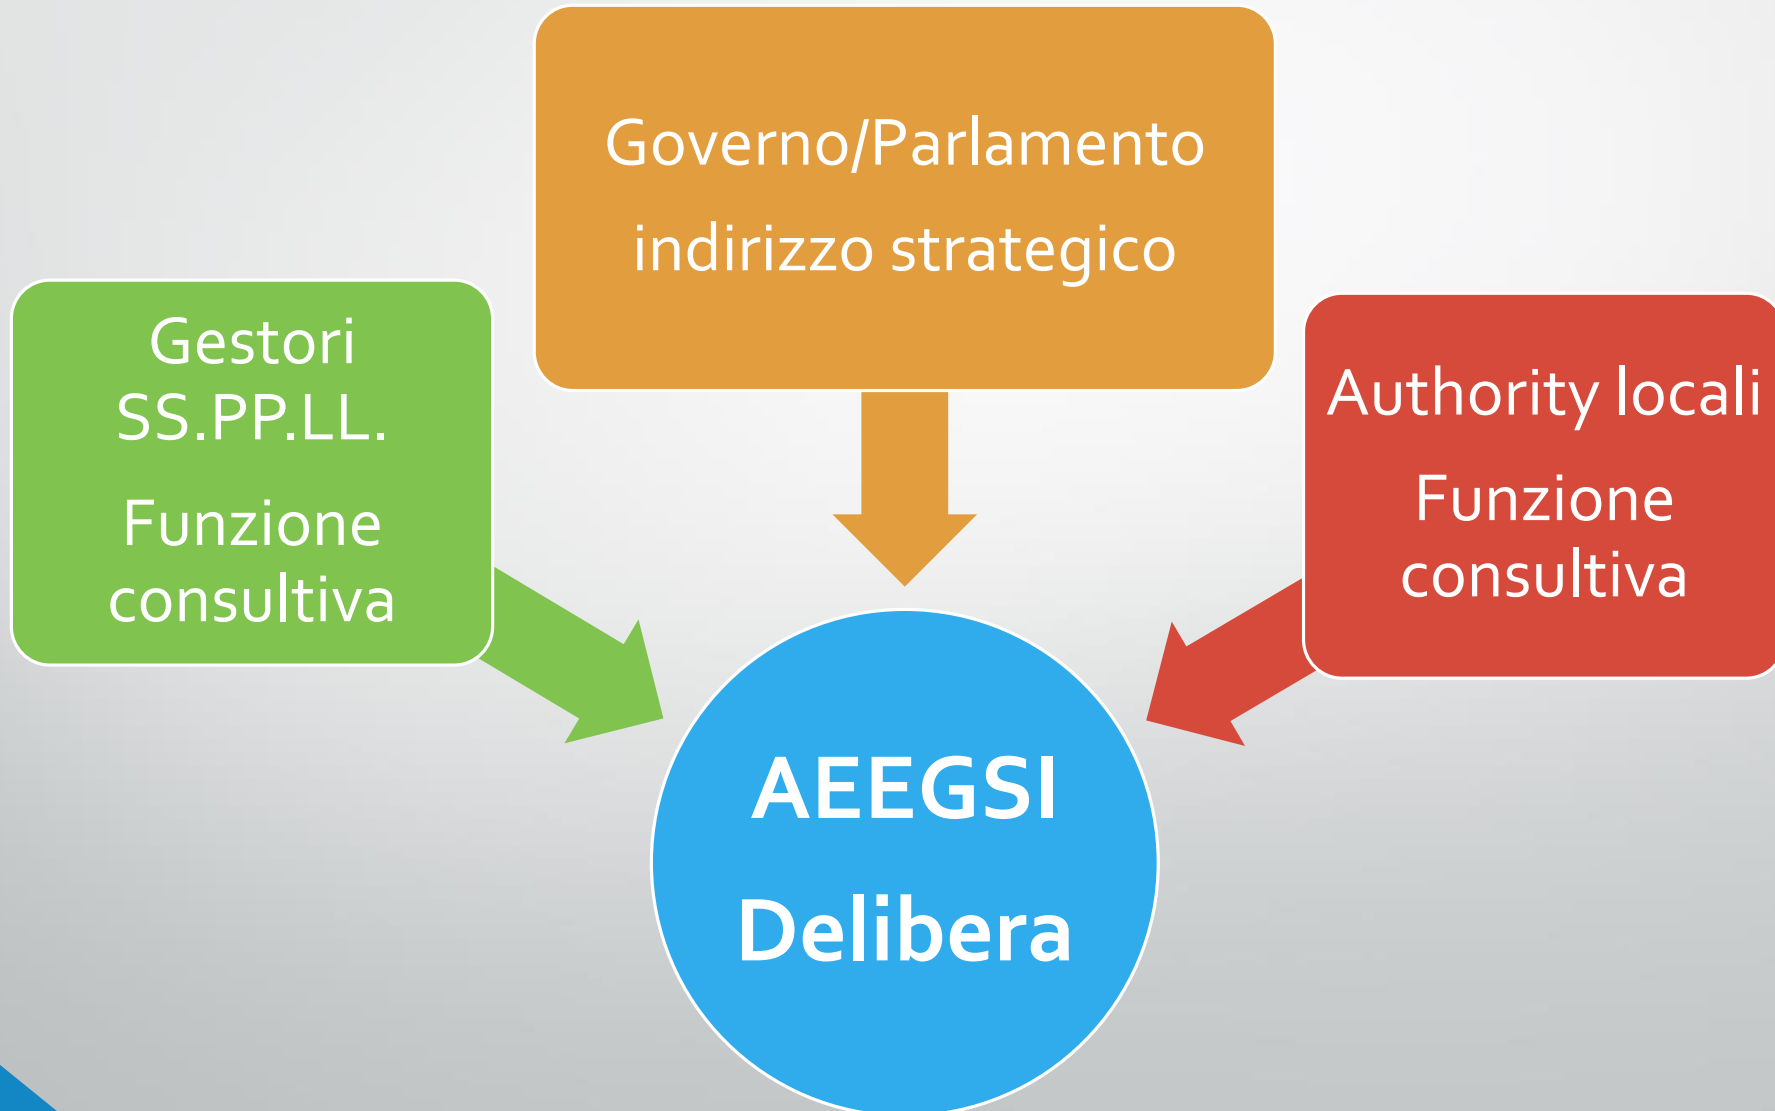 Governo/Parlamento
indirizzo strategico
Gestori
SS.PP.LL.
Funzione
consultiva
Authority locali
Funzione
consultiva
AEEGSI
Delibera